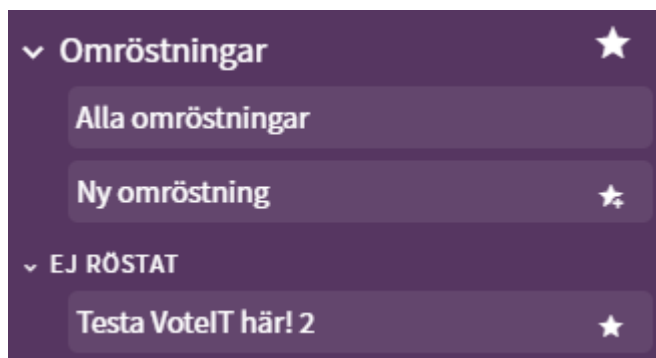 Omröstningar
Alla omröstningar
Ny omröstning
EJ RÖSTAT
Testa VoteIT här! 2